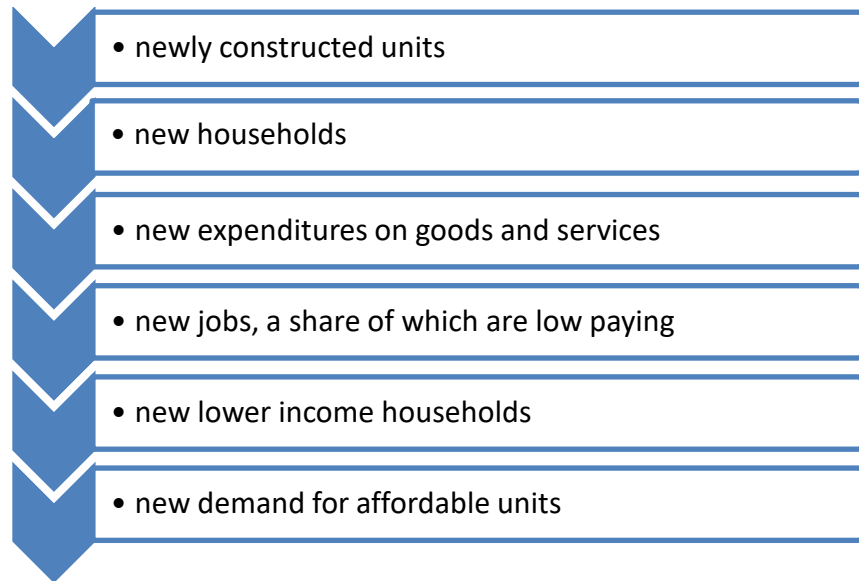 • newly constructed units
• new households
• new expenditures on goods and services
• new jobs, a share of which are low paying
• new lower income households
• new demand for affordable units